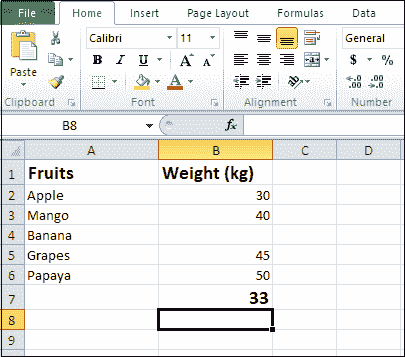 File Home Insert Page Layout Formulas Data
Calibri 11 A A General
Paste B I U A $ % ,
.0 .00 .00 .0
Clipboard Font Alignment Number
B8 fx
A B C D
1 Fruits Weight (kg)
2 Apple 30
3 Mango 40
4 Banana
5 Grapes 45
6 Papaya 50
7 33
8
9